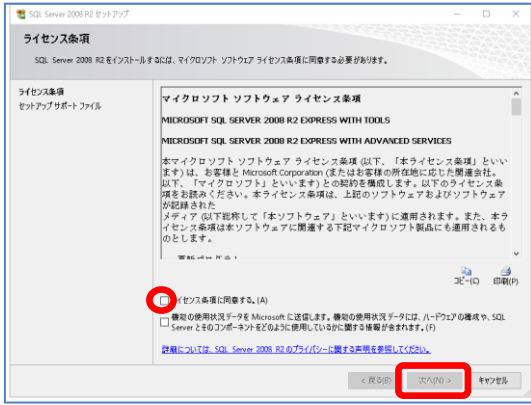 SQL Server 2008 R2 セットアップ
ライセンス条項
SQL Server 2008 R2 をインストールするには、マイクロソフト ソフトウェア ライセンス条項に同意する必要があります。
ライセンス条項
セットアップ サポート ファイル
マイクロソフト ソフトウェア ライセンス条項
MICROSOFT SQL SERVER 2008 R2 EXPRESS WITH TOOLS
MICROSOFT SQL SERVER 2008 R2 EXPRESS WITH ADVANCED SERVICES
本マイクロソフト ソフトウェア ライセンス条項 (以下、「本ライセンス条項」といい
ます) は、お客様と Microsoft Corporation (またはお客様の所在地に応じた関連会社。
以下、「マイクロソフト」といいます) との契約を構成します。以下のライセンス条
項をお読みください。本ライセンス条項は、上記のソフトウェアおよびソフトウェア
が記録された
メディア (以下総称して「本ソフトウェア」といいます) に適用されます。また、本ラ
イセンス条項は本ソフトウェアに関連する下記マイクロソフト製品にも適用されるも
のとします。
コピー(C) 印刷(P)
イセンス条項に同意する。(A)
機能の使用状況データを Microsoft に送信します。機能の使用状況データには、ハードウェアの構成や、SQL
Server とそのコンポーネントをどのように使用しているかに関する情報が含まれます。(F)
詳細については、SQL Server 2008 R2 のプライバシーに関する声明を参照してください。
< 戻る(B) 次へ(N) > キャンセル